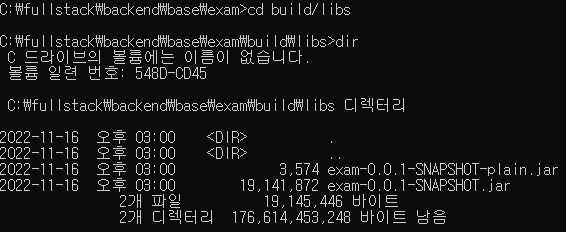 C:₩fullstack₩backend₩base₩exam>cd build/libs
C:₩fullstack₩backend₩base₩exam₩build₩libs>dir
C 드라이브의 볼륨에는 이름이 없습니다.
볼륨 일련 번호: 548D-CD45
C:₩fullstack₩backend₩base₩exam₩build₩libs 디렉터리
2022-11-16 오후 03:00 <DIR> .
2022-11-16 오후 03:00 <DIR> ..
2022-11-16 오후 03:00 3,574 exam-0.0.1-SNAPSHOT-plain.jar
2022-11-16 오후 03:00 19,141,872 exam-0.0.1-SNAPSHOT.jar
2개 파일 19,145,446 바이트
2개 디렉터리 176,614,453,248 바이트 남음